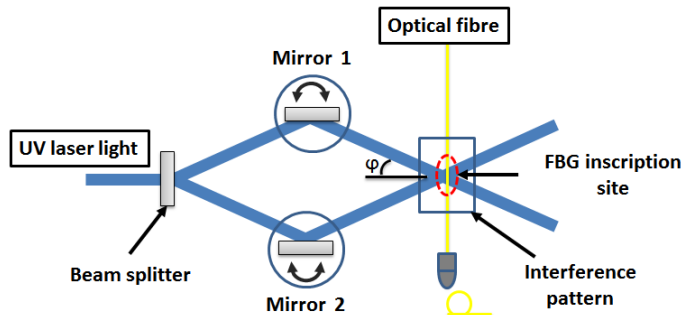 Optical fibre
Mirror 1
UV laser light
φ
FBG inscription
site
Beam splitter
Mirror 2
Interference
pattern